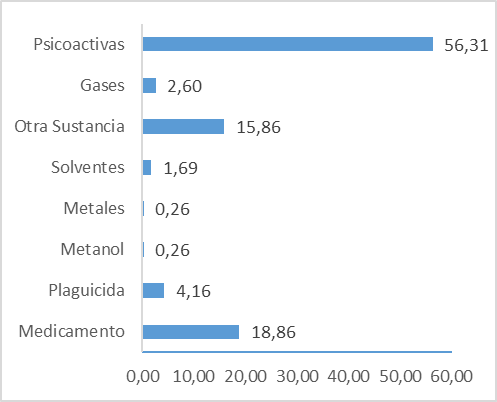 Psicoactivas 56,31
Gases 2,60
Otra Sustancia 15,86
Solventes 1,69
Metales 0,26
Metanol 0,26
Plaguicida 4,16
Medicamento 18,86
0,00 10,00 20,00 30,00 40,00 50,00 60,00